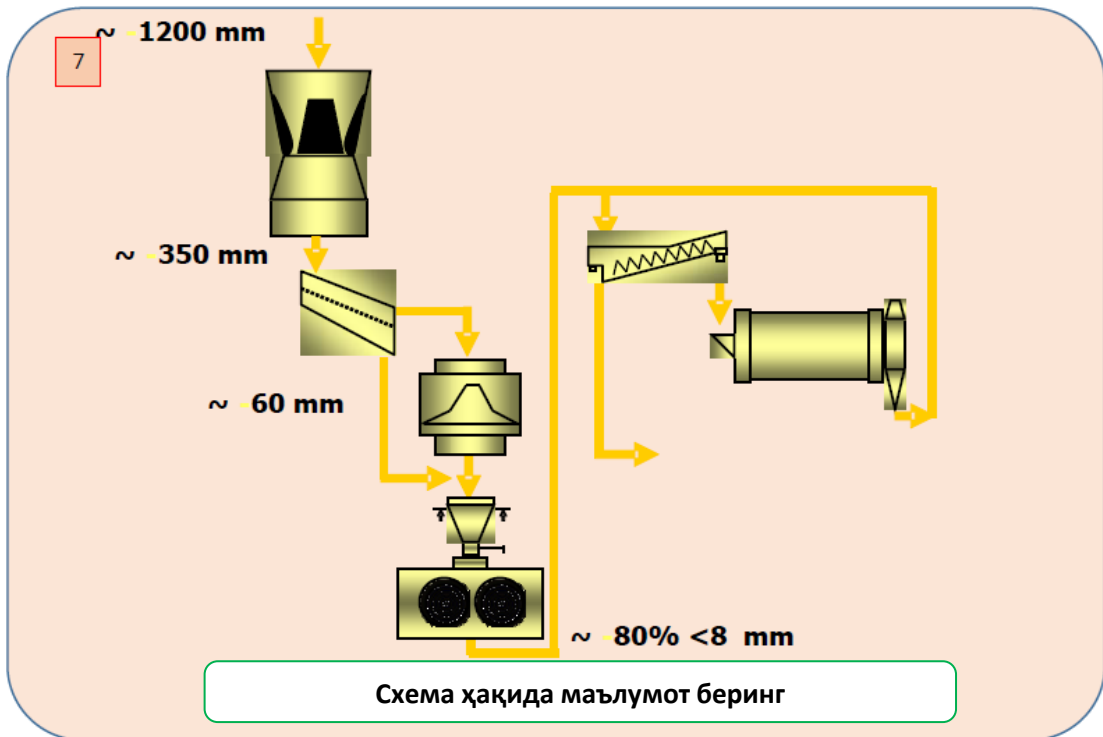 ~ -1200 mm
7
~ -350 mm
~ -60 mm
~ -80% <8 mm
Схема ҳақида маълумот беринг